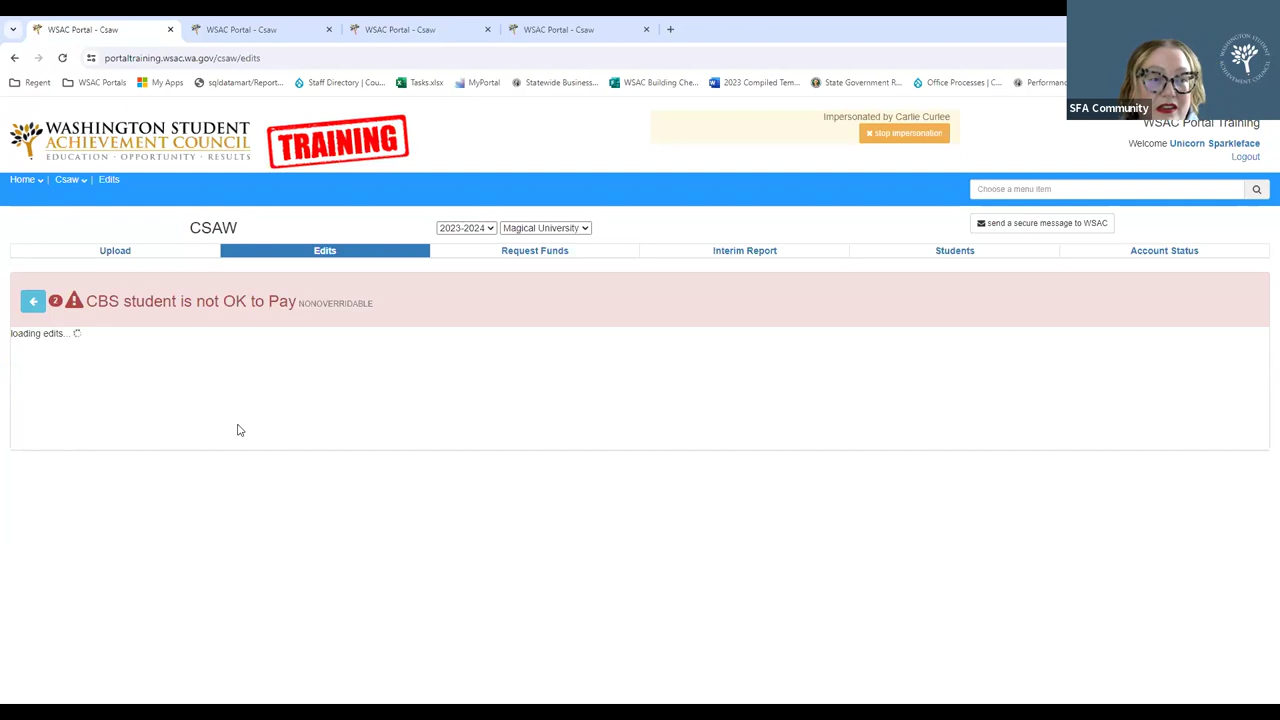 WSAC Portal - Csaw
WSAC Portal - Csaw
WSAC Portal - Csaw
WSAC Portal - Csaw
portaltraining.wsac.wa.gov/csaw/edits
Regent
WSAC Portals
My Apps
sqldatamart/Report...
Staff Directory | Cou...
Tasks.xlsx
MyPortal
Statewide Business...
WSAC Building Che...
2023 Compiled Tem...
State Government R...
Office Processes | C...
Performan
SFA Community
WASHINGTON STUDENT
ACHIEVEMENT COUNCIL
EDUCATION · OPPORTUNITY · RESULTS
TRAINING
Impersonated by Carlie Curlee
stop impersonation
WSAC Portal Training
Welcome Unicorn Sparkleface
Logout
Home | Csaw | Edits
Choose a menu item
CSAW
2023-2024
Magical University
send a secure message to WSAC
Upload
Edits
Request Funds
Interim Report
Students
Account Status
CBS student is not OK to Pay NONOVERRIDABLE
loading edits...